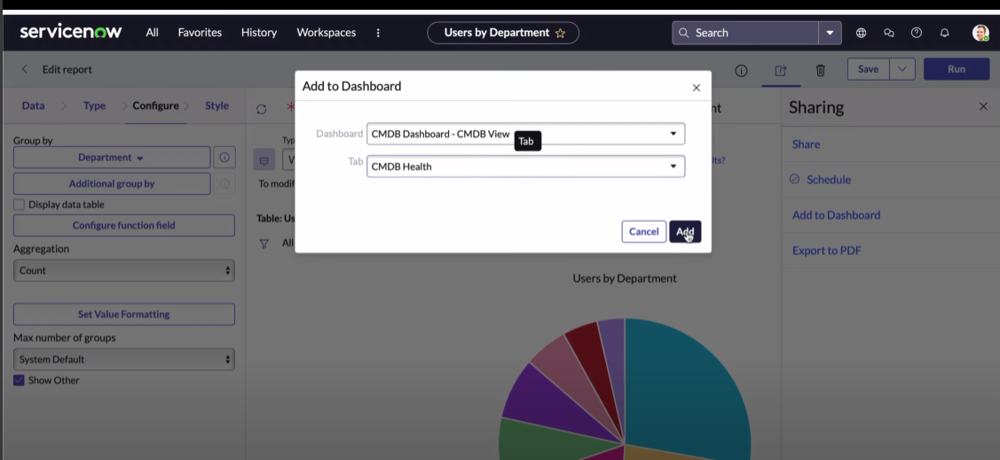 servicenow All Favorites History Workspaces Users by Department Search
Edit report Save Run
Data Type Configure Style
Add to Dashboard
Dashboard CMDB Dashboard - CMDB View
Tab
Tab CMDB Health
Cancel Add
Group by
Department
Additional group by
Display data table
Configure function field
Aggregation
Count
Set Value Formatting
Max number of groups
System Default
Show Other
To modif
Table: Us
All
Users by Department
Sharing
Share
Schedule
Add to Dashboard
Export to PDF